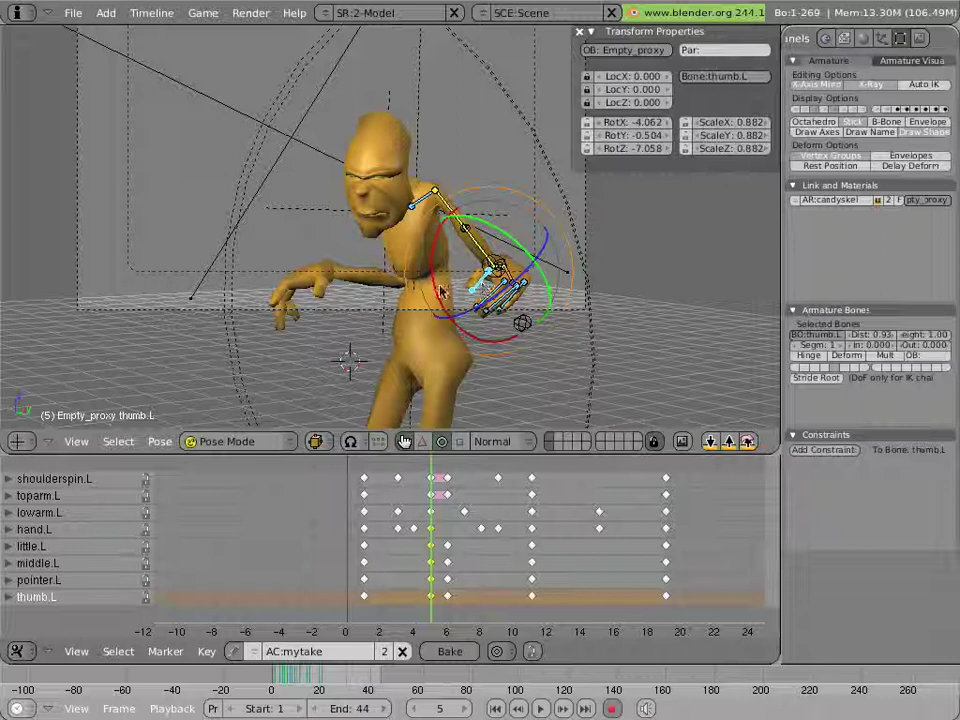 File Add Timeline Game Render Help SR:2-Model SCE:Scene www.blender.org 244.1 Bo:1-269 | Mem:13.30M (106.49M)
Transform Properties
OB: Empty_proxy Par:
LocX: 0.000 Bone:thumb.L
LocY: 0.000
LocZ: 0.000
RotX: -4.062 ScaleX: 0.882
RotY: -0.504 ScaleY: 0.882
RotZ: -7.058 ScaleZ: 0.882
Armature Armature Visua
Editing Options
X-Ray Auto IK
Display Options
Octahedro Stick B-Bone Envelope
Draw Axes Draw Name Draw Shape
Deform Options
Vertex Groups Envelopes
Rest Position Delay Deform
Link and Materials
AR:candyskel 2 F pty_proxy
Armature Bones
Selected Bones
BO:thumb.L Dist: 0.93 eight: 1.00
Segm: 1 In: 0.000 Out: 0.000
Hinge Deform Mult OB:
Stride Root (DoF only for IK chai
Constraints
Add Constraint To Bone: thumb.L
(5) Empty_proxy thumb.L
View Select Pose Pose Mode Normal
shoulderspin.L
toparm.L
lowarm.L
hand.L
little.L
middle.L
pointer.L
thumb.L
-12 -10 -8 -6 -4 -2 0 2 4 6 8 10 12 14 16 18 20 22 24
View Select Marker Key AC:mytake 2 Bake
-100 -80 -60 -40 -20 0 20 40 60 80 100 120 140 160 180 200 220 240 260
View Frame Playback Pr Start: 1 End: 44 5